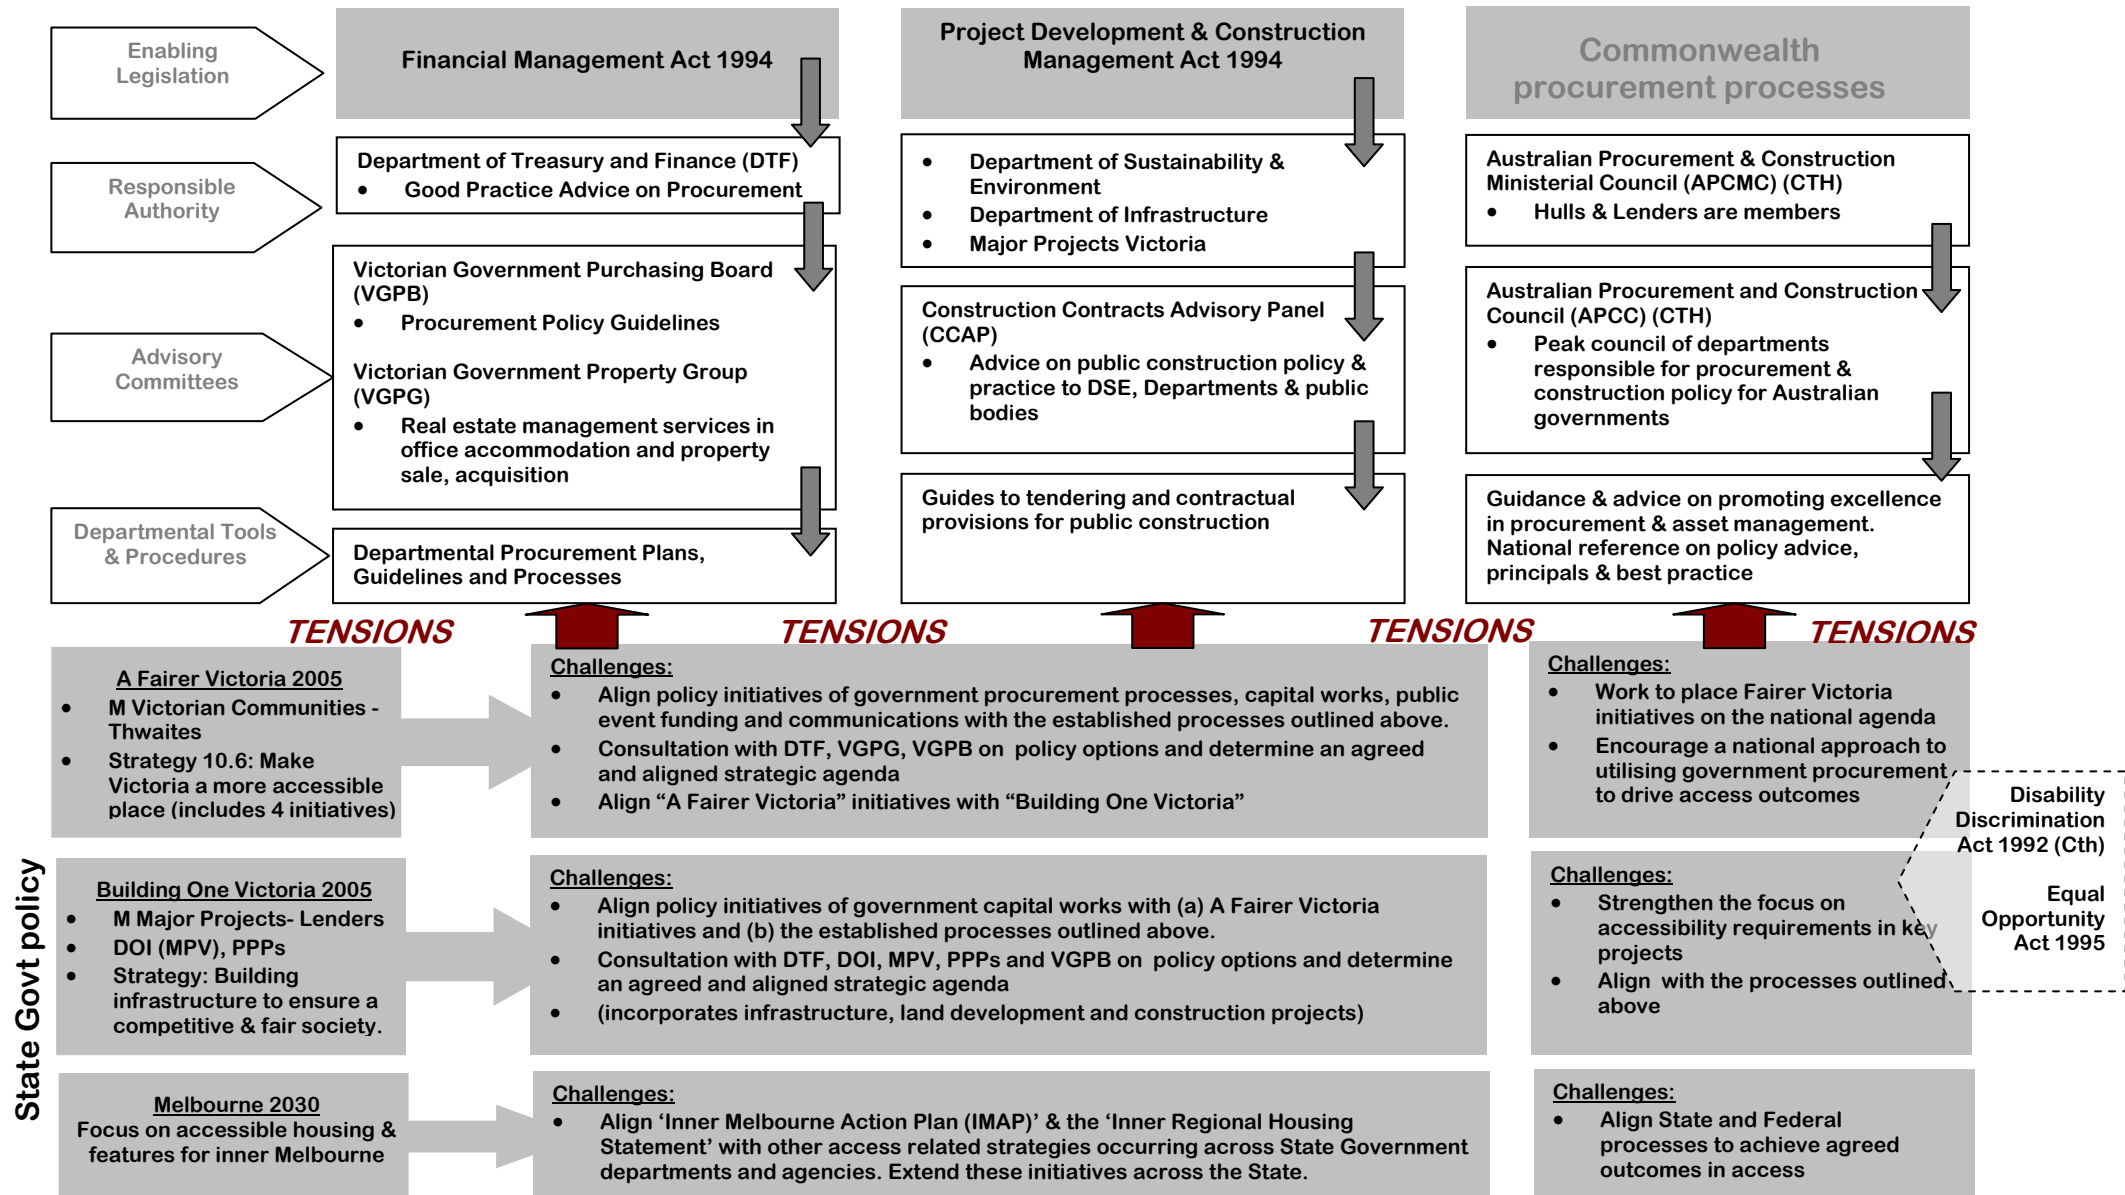 Enabling
Legislation
Financial Management Act 1994
Project Development & Construction
Management Act 1994
Commonwealth
procurement processes
Responsible
Authority
Department of Treasury and Finance (DTF)
• Good Practice Advice on Procurement
• Department of Sustainability &
Environment
• Department of Infrastructure
• Major Projects Victoria
Australian Procurement & Construction
Ministerial Council (APCMC) (CTH)
• Hulls & Lenders are members
Advisory
Committees
Victorian Government Purchasing Board
(VGPB)
• Procurement Policy Guidelines
Victorian Government Property Group
(VGPG)
• Real estate management services in
office accommodation and property
sale, acquisition
Construction Contracts Advisory Panel
(CCAP)
• Advice on public construction policy &
practice to DSE, Departments & public
bodies
Australian Procurement and Construction
Council (APCC) (CTH)
• Peak council of departments
responsible for procurement &
construction policy for Australian
governments
Departmental Tools
& Procedures
Departmental Procurement Plans,
Guidelines and Processes
Guides to tendering and contractual
provisions for public construction
Guidance & advice on promoting excellence
in procurement & asset management.
National reference on policy advice,
principals & best practice
TENSIONS
TENSIONS
TENSIONS
TENSIONS
State Govt policy
A Fairer Victoria 2005
• M Victorian Communities -
Thwaites
• Strategy 10.6: Make
Victoria a more accessible
place (includes 4 initiatives)
Challenges:
• Align policy initiatives of government procurement processes, capital works, public
event funding and communications with the established processes outlined above.
• Consultation with DTF, VGPG, VGPB on policy options and determine an agreed
and aligned strategic agenda
• Align “A Fairer Victoria” initiatives with “Building One Victoria”
Challenges:
• Work to place Fairer Victoria
initiatives on the national agenda
• Encourage a national approach to
utilising government procurement
to drive access outcomes
Disability
Discrimination
Act 1992 (Cth)
Equal
Opportunity
Act 1995
Building One Victoria 2005
• M Major Projects- Lenders
• DOI (MPV), PPPs
• Strategy: Building
infrastructure to ensure a
competitive & fair society.
Challenges:
• Align policy initiatives of government capital works with (a) A Fairer Victoria
initiatives and (b) the established processes outlined above.
• Consultation with DTF, DOI, MPV, PPPs and VGPB on policy options and determine
an agreed and aligned strategic agenda
• (incorporates infrastructure, land development and construction projects)
Challenges:
• Strengthen the focus on
accessibility requirements in key
projects
• Align with the processes outlined
above
Melbourne 2030
Focus on accessible housing &
features for inner Melbourne
Challenges:
• Align ‘Inner Melbourne Action Plan (IMAP)’ & the ‘Inner Regional Housing
Statement’ with other access related strategies occurring across State Government
departments and agencies. Extend these initiatives across the State.
Challenges:
• Align State and Federal
processes to achieve agreed
outcomes in access